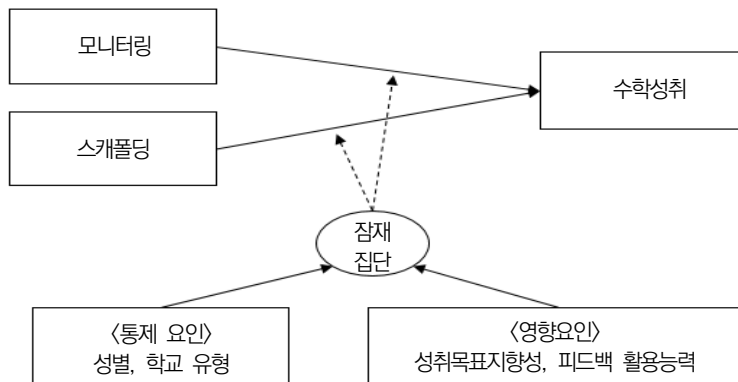 모니터링
수학성취
스캐폴딩
잠재
집단
〈통제 요인〉
성별, 학교 유형
〈영향요인〉
성취목표지향성, 피드백 활용능력